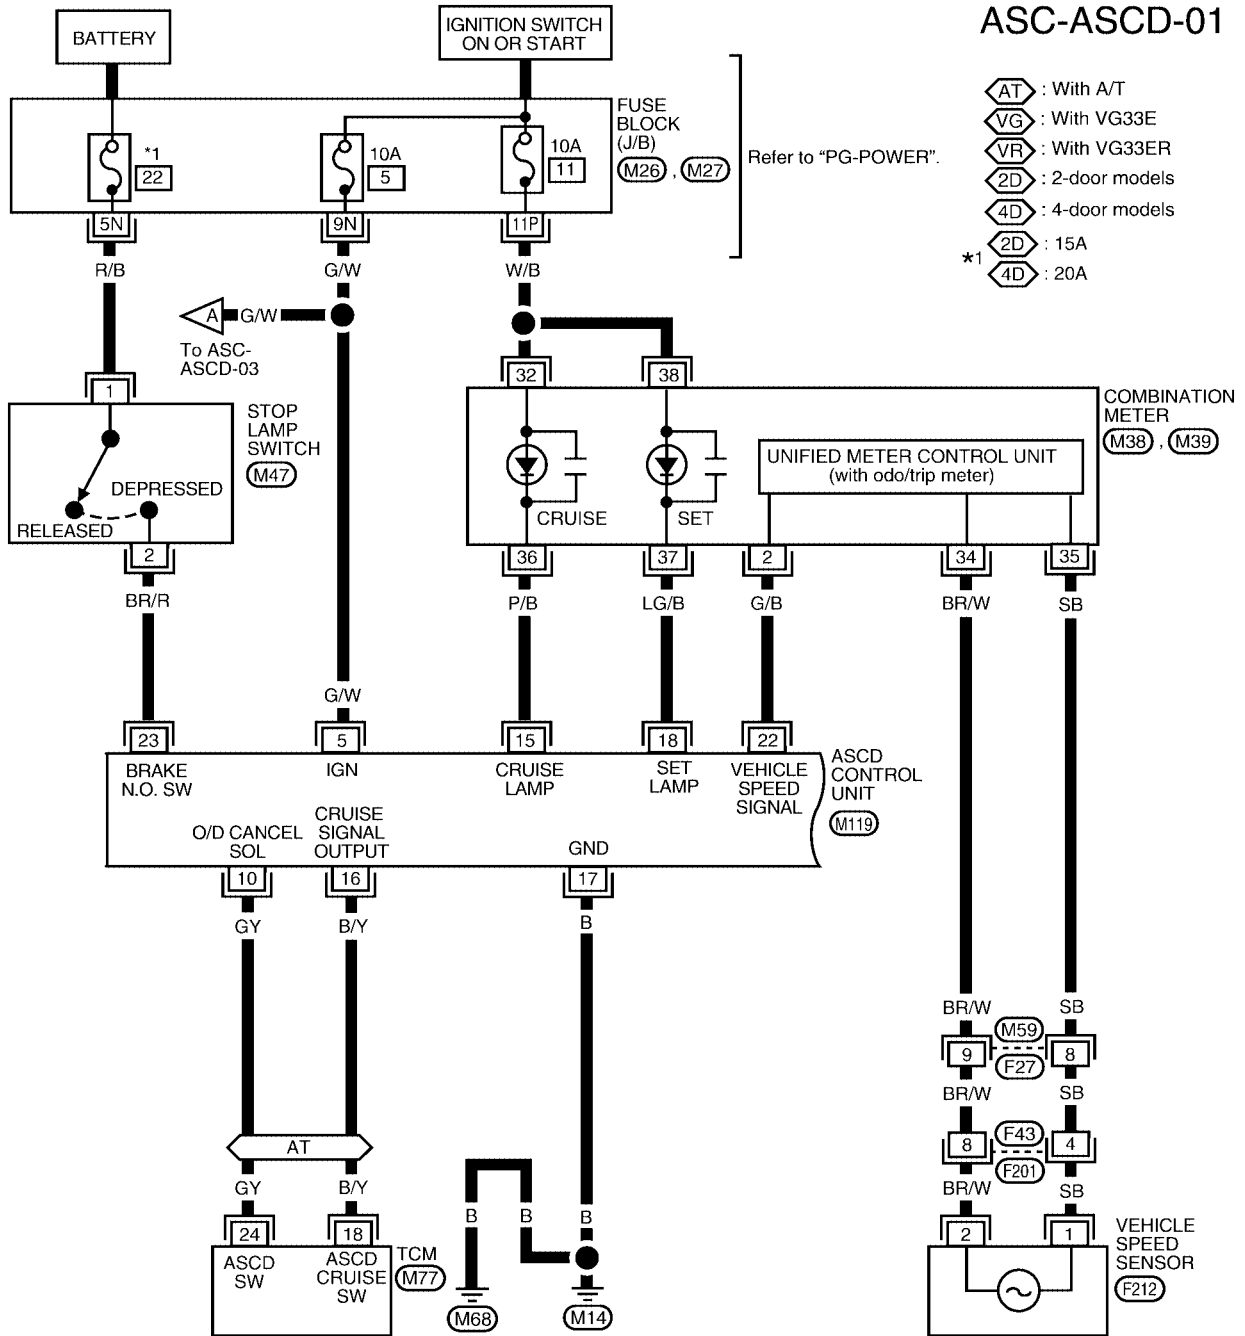 ASC-ASCD-01
BATTERY
IGNITION SWITCH
ON OR START
AT : With A/T
VG : With VG33E
VR : With VG33ER
2D : 2-door models
4D : 4-door models
*1
2D : 15A
4D : 20A
*1
22
10A
5
10A
11
FUSE
BLOCK
(J/B)
M26 , M27
Refer to “PG-POWER”.
5N
9N
11P
R/B
G/W
W/B
A
G/W
To ASC-
ASCD-03
1
STOP
LAMP
SWITCH
M47
DEPRESSED
RELEASED
2
BR/R
32
38
COMBINATION
METER
M38 , M39
UNIFIED METER CONTROL UNIT
(with odo/trip meter)
CRUISE
SET
36
37
2
34
35
P/B
LG/B
G/B
BR/W
SB
G/W
23
5
15
18
22
BRAKE
N.O. SW
IGN
CRUISE
LAMP
SET
LAMP
VEHICLE
SPEED
SIGNAL
ASCD
CONTROL
UNIT
M119
O/D CANCEL
SOL
CRUISE
SIGNAL
OUTPUT
GND
10
16
17
GY
B/Y
B
BR/W
SB
9
M59
F27
8
BR/W
SB
8
F43
F201
4
BR/W
SB
AT
GY
B/Y
B
B
B
24
18
ASCD
SW
ASCD
CRUISE
SW
TCM
M77
M68
M14
2
1
VEHICLE
SPEED
SENSOR
F212